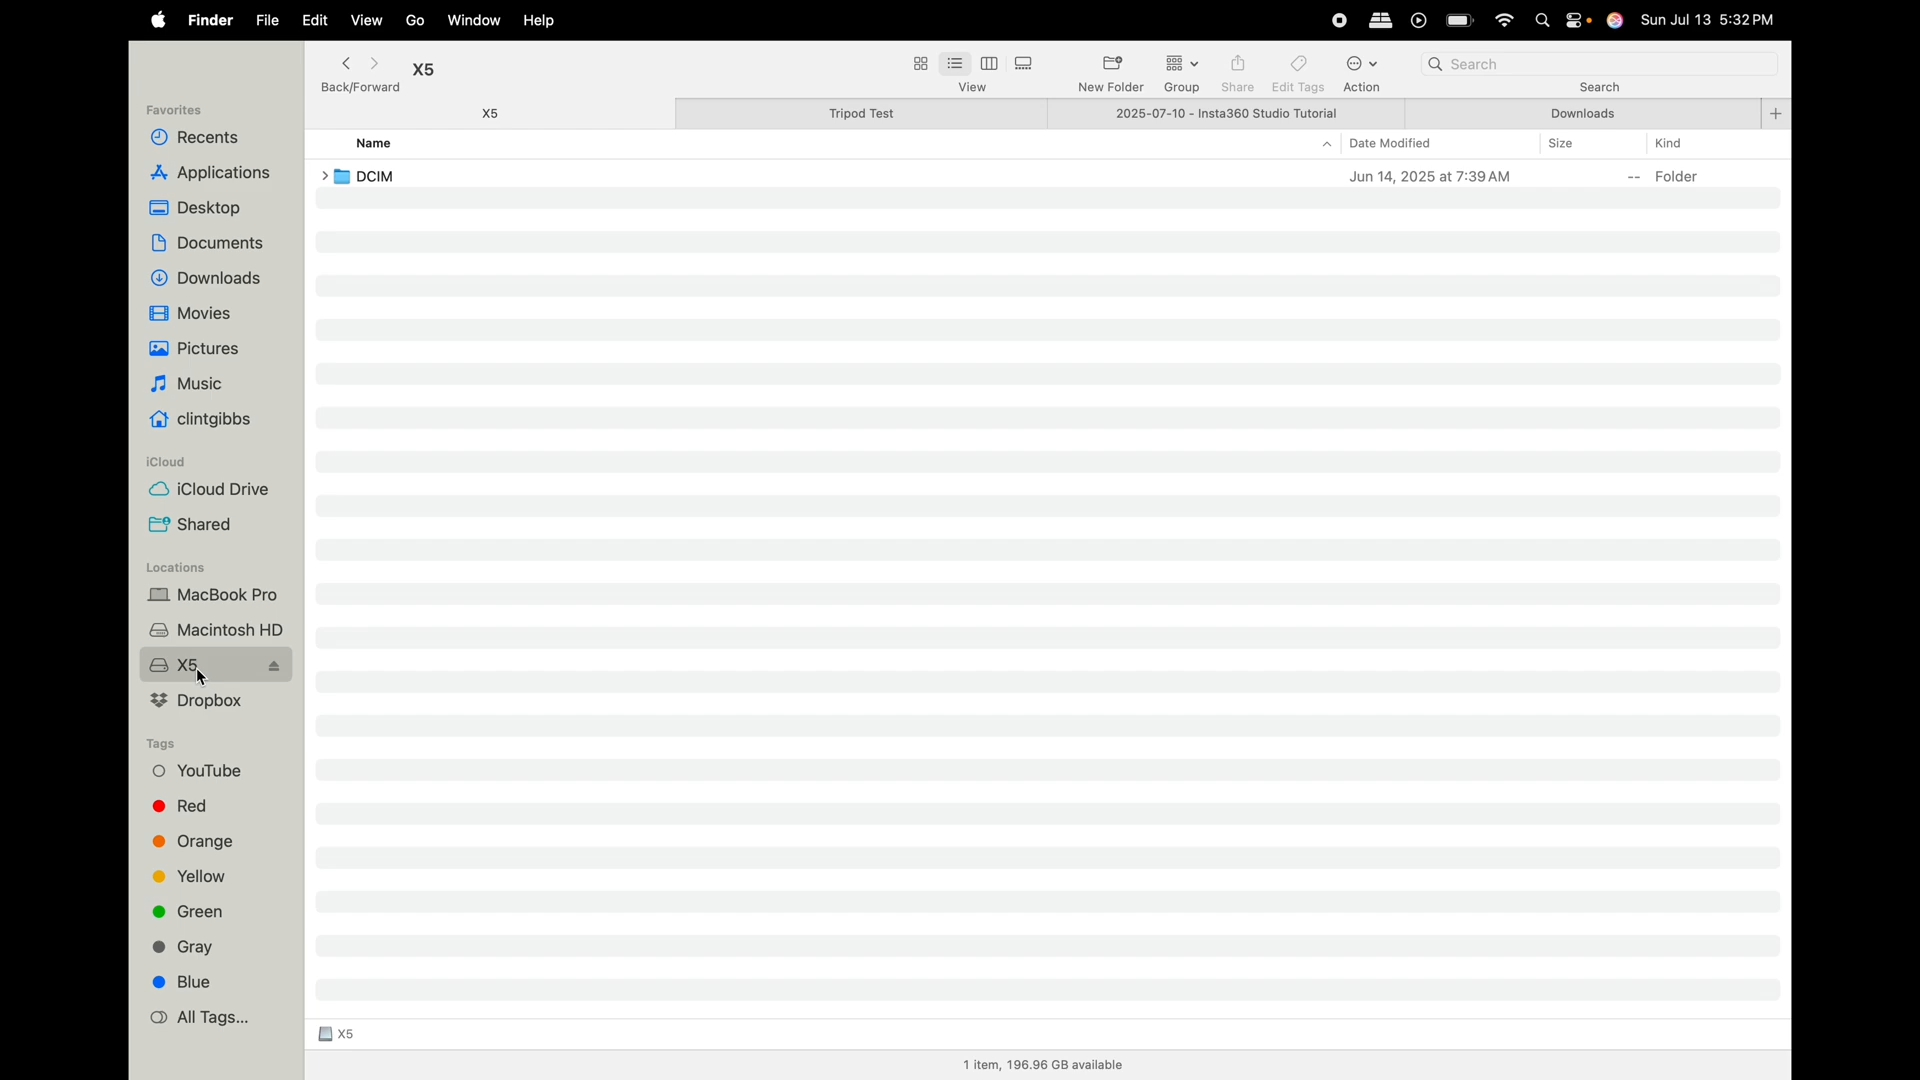 Finder File Edit View Go Window Help Sun Jul 13 5:32 PM
X5
Search
Back/Forward View New Folder Group Share Edit Tags Action Search
X5 Tripod Test 2025-07-10 - Insta360 Studio Tutorial Downloads
Name Date Modified Size Kind
DCIM Jun 14, 2025 at 7:39 AM -- Folder
Favorites
Recents
Applications
Desktop
Documents
Downloads
Movies
Pictures
Music
clintgibbs
iCloud
iCloud Drive
Shared
Locations
MacBook Pro
Macintosh HD
X5
Dropbox
Tags
YouTube
Red
Orange
Yellow
Green
Gray
Blue
All Tags...
X5
1 item, 196.96 GB available